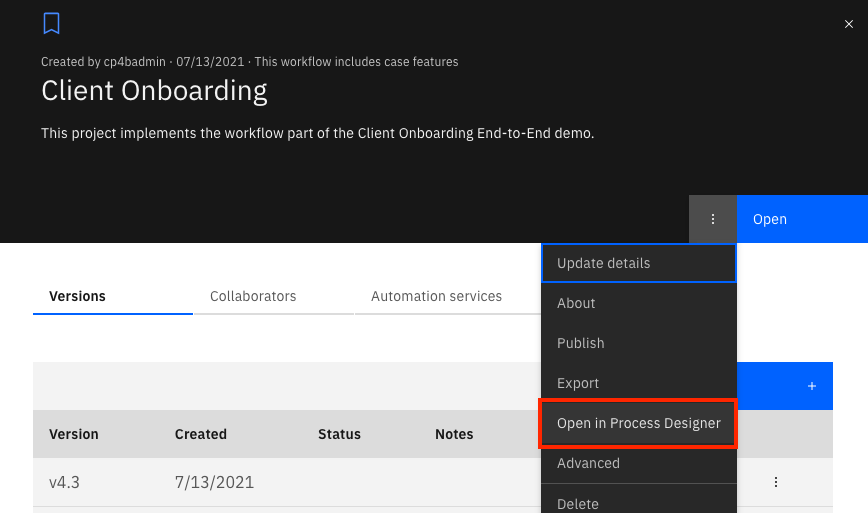 Created by cp4badmin · 07/13/2021 · This workflow includes case features
Client Onboarding
This project implements the workflow part of the Client Onboarding End-to-End demo.
Open
Update details
About
Publish
Export
Open in Process Designer
Advanced
Delete
Versions
Collaborators
Automation services
Version
Created
Status
Notes
v4.3
7/13/2021